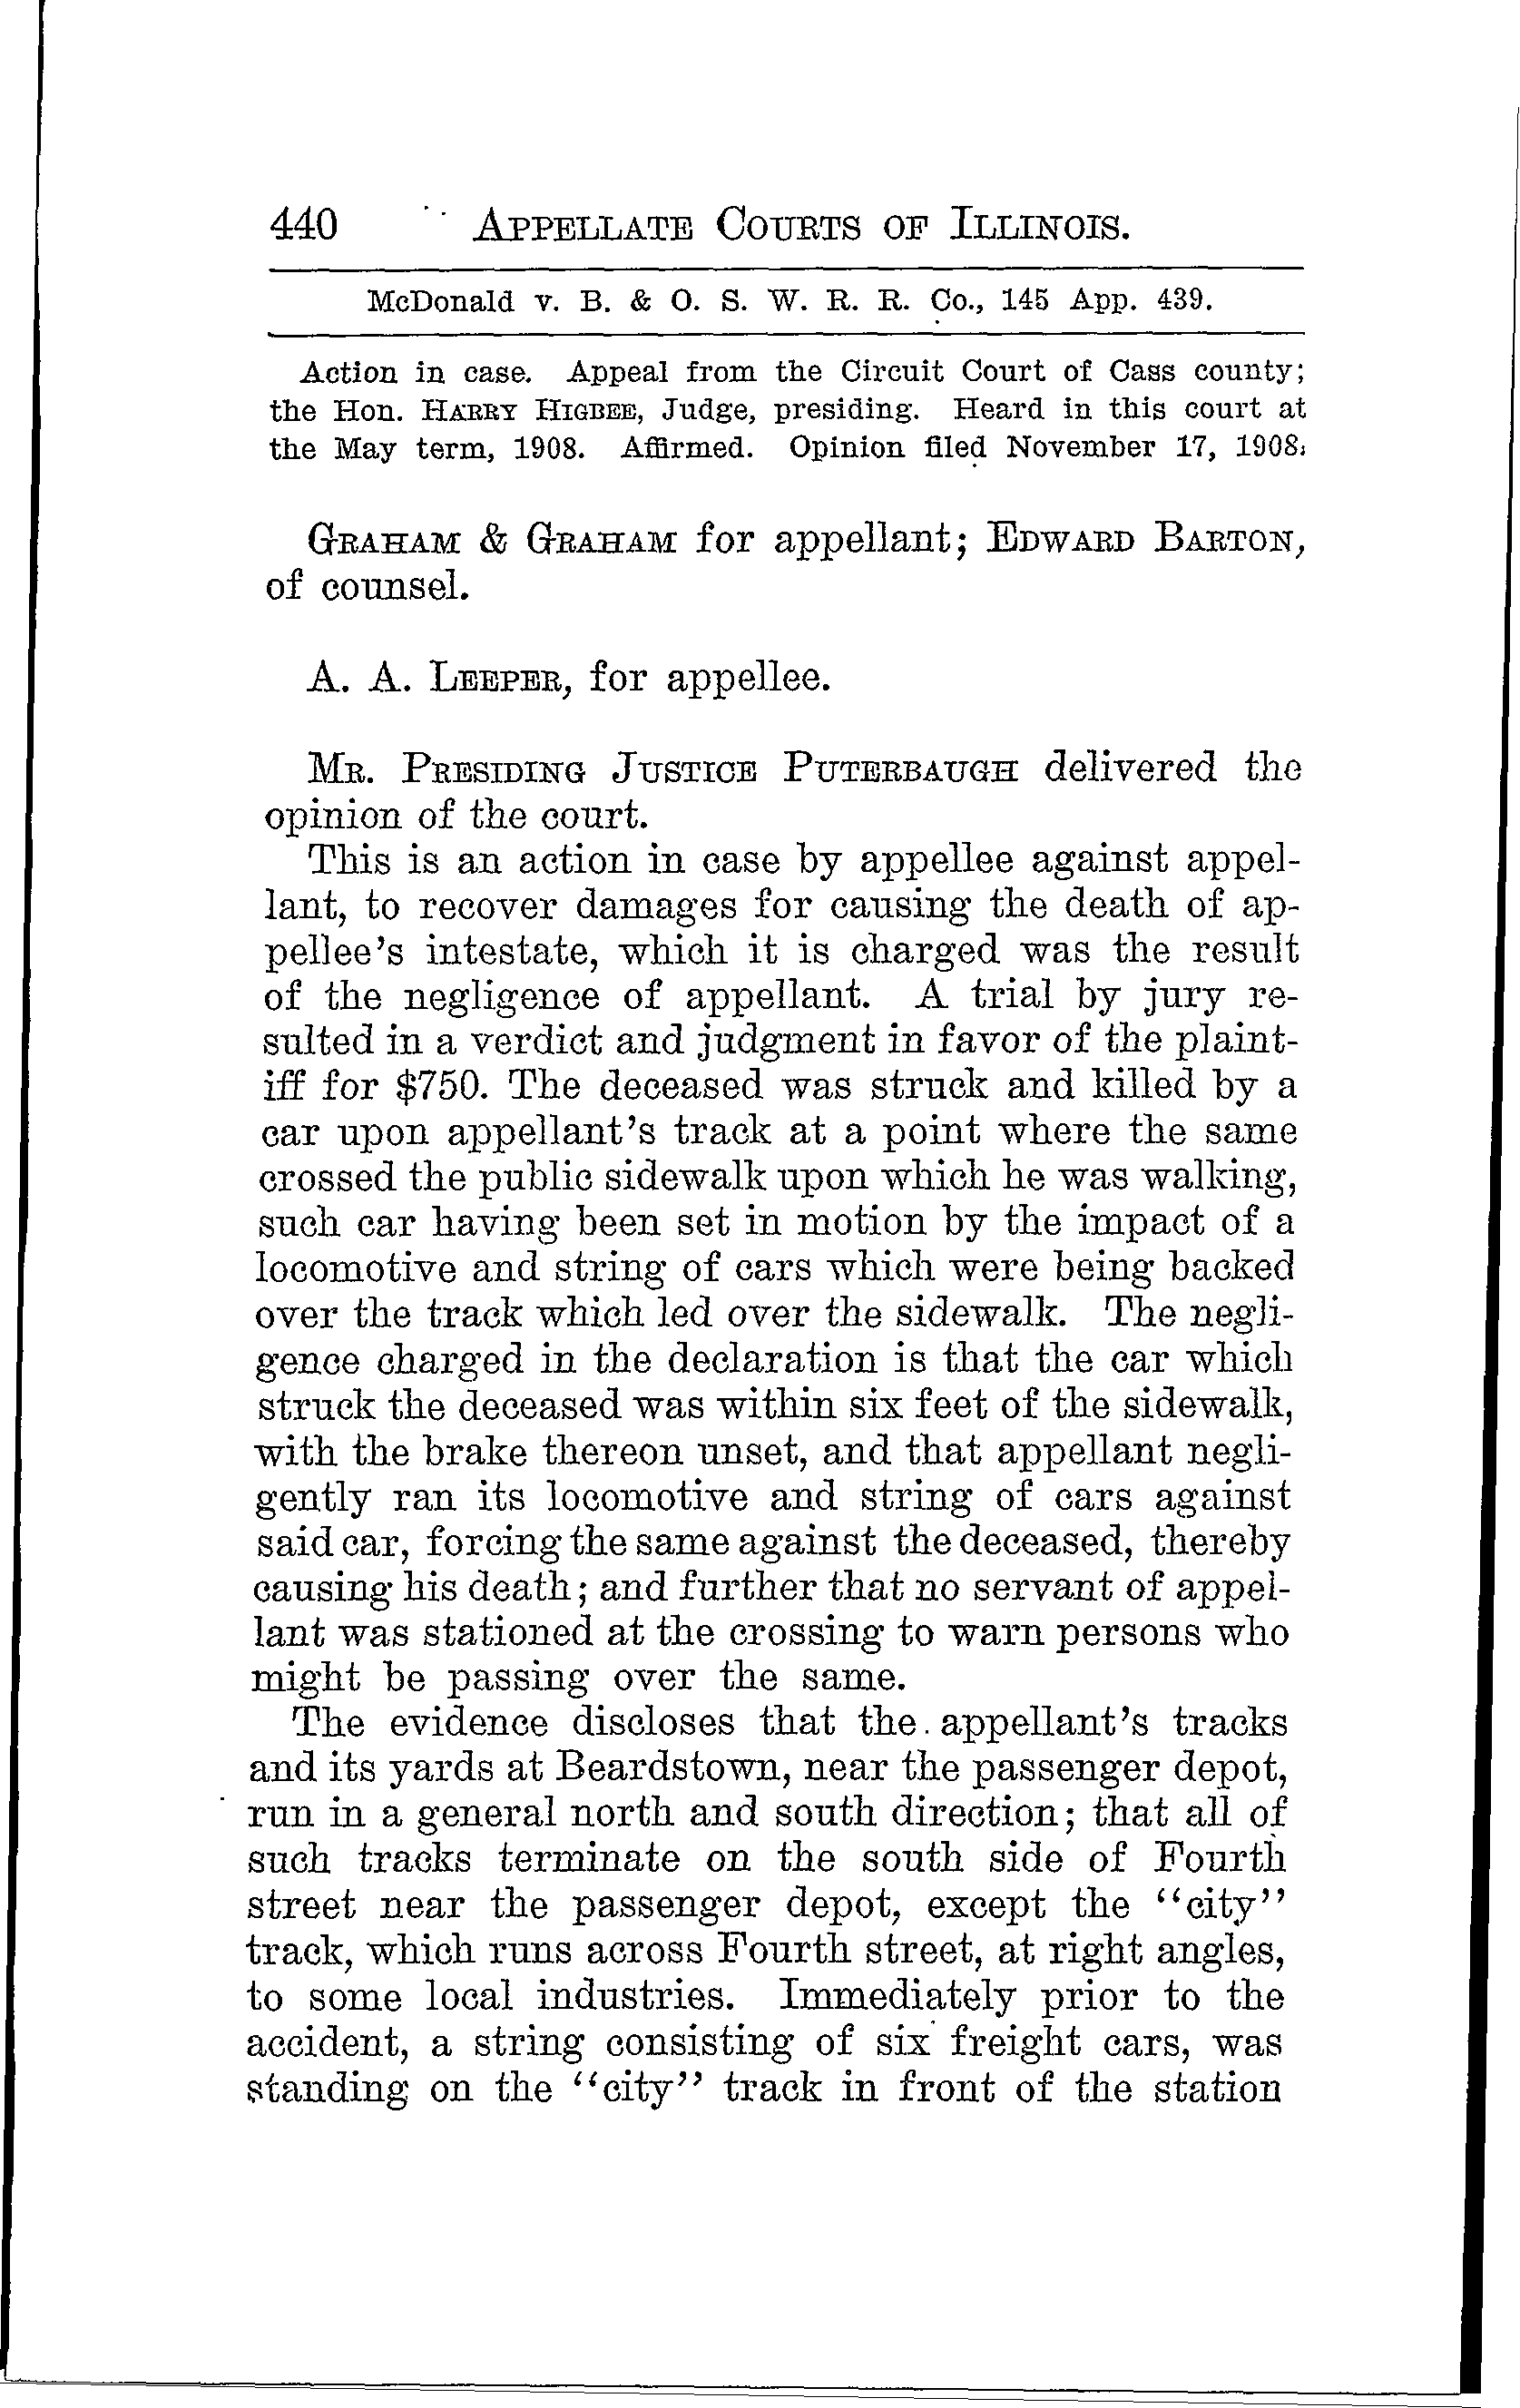 440 APPELLATE COURTS OF ILLINOIS.
McDonald v. B. & O. S. W. R. R. Co., 145 App. 439.
Action in case. Appeal from the Circuit Court of Cass county;
the Hon. HARRY HIGBEE, Judge, presiding. Heard in this court at
the May term, 1908. Affirmed. Opinion filed November 17, 1908.
GRAHAM & GRAHAM for appellant; EDWARD BARTON,
of counsel.
A. A. LEEPER, for appellee.
MR. PRESIDING JUSTICE PUTERBAUGH delivered the
opinion of the court.
This is an action in case by appellee against appel-
lant, to recover damages for causing the death of ap-
pellee's intestate, which it is charged was the result
of the negligence of appellant. A trial by jury re-
sulted in a verdict and judgment in favor of the plaint-
iff for $750. The deceased was struck and killed by a
car upon appellant's track at a point where the same
crossed the public sidewalk upon which he was walking,
such car having been set in motion by the impact of a
locomotive and string of cars which were being backed
over the track which led over the sidewalk. The negli-
gence charged in the declaration is that the car which
struck the deceased was within six feet of the sidewalk,
with the brake thereon unset, and that appellant negli-
gently ran its locomotive and string of cars against
said car, forcing the same against the deceased, thereby
causing his death; and further that no servant of appel-
lant was stationed at the crossing to warn persons who
might be passing over the same.
The evidence discloses that the appellant's tracks
and its yards at Beardstown, near the passenger depot,
run in a general north and south direction; that all of
such tracks terminate on the south side of Fourth
street near the passenger depot, except the "city"
track, which runs across Fourth street, at right angles,
to some local industries. Immediately prior to the
accident, a string consisting of six freight cars, was
standing on the "city" track in front of the station